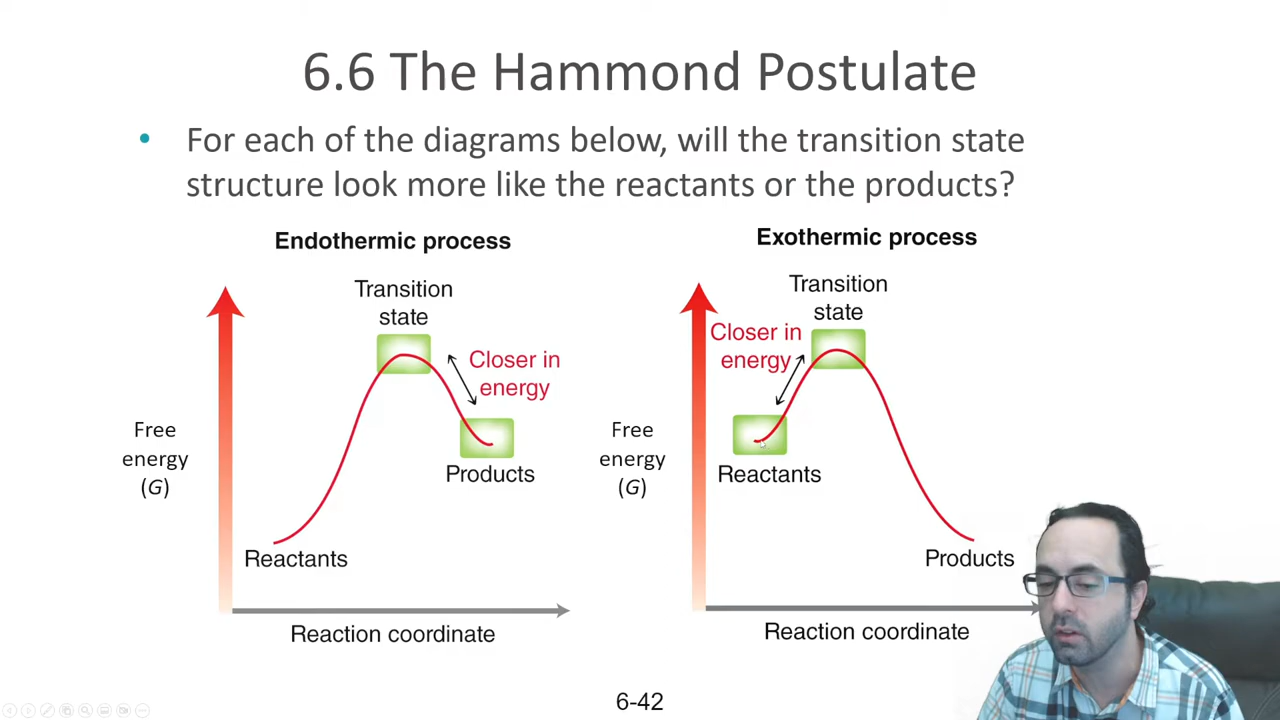 6.6 The Hammond Postulate
• For each of the diagrams below, will the transition state
structure look more like the reactants or the products?
Endothermic process
Transition
state
Closer in
energy
Free
energy
(G)
Products
Reactants
Reaction coordinate
Exothermic process
Transition
state
Closer in
energy
Free
energy
(G)
Reactants
Products
Reaction coordinate
6-42